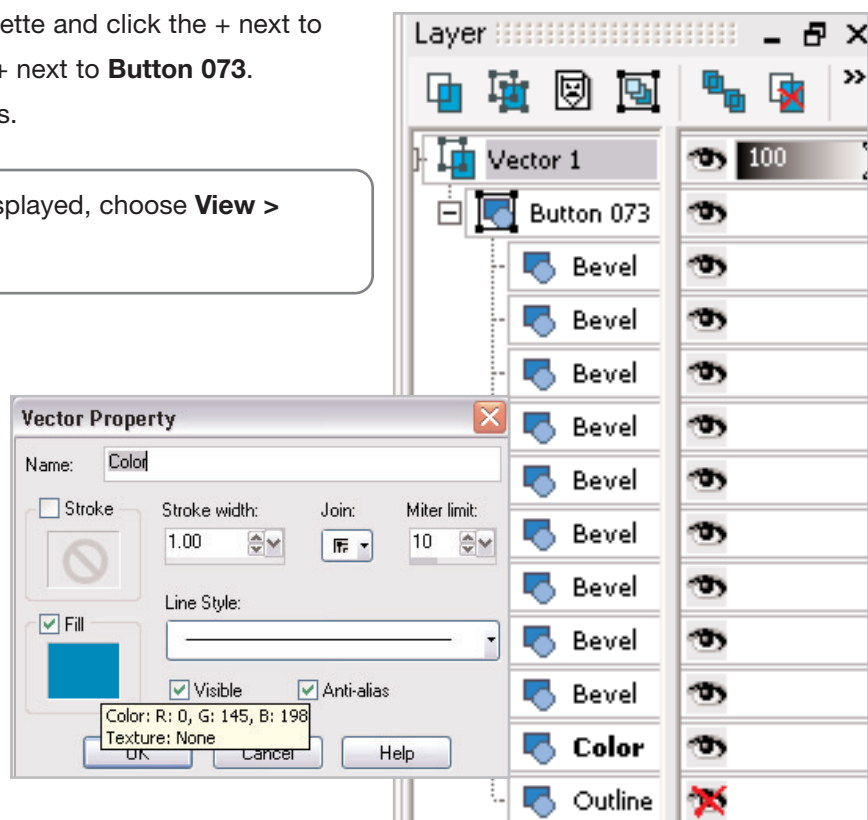 ette and click the + next to
+ next to Button 073.
s.
splayed, choose View >
Layer
Vector 1
100
Button 073
Bevel
Bevel
Bevel
Bevel
Bevel
Bevel
Bevel
Bevel
Bevel
Color
Outline
Vector Property
Name: Color
Stroke
Stroke width:
Join:
Miter limit:
1.00
10
Line Style:
Fill
Visible
Anti-alias
Color: R: 0, G: 145, B: 198
Texture: None
OK
Cancel
Help